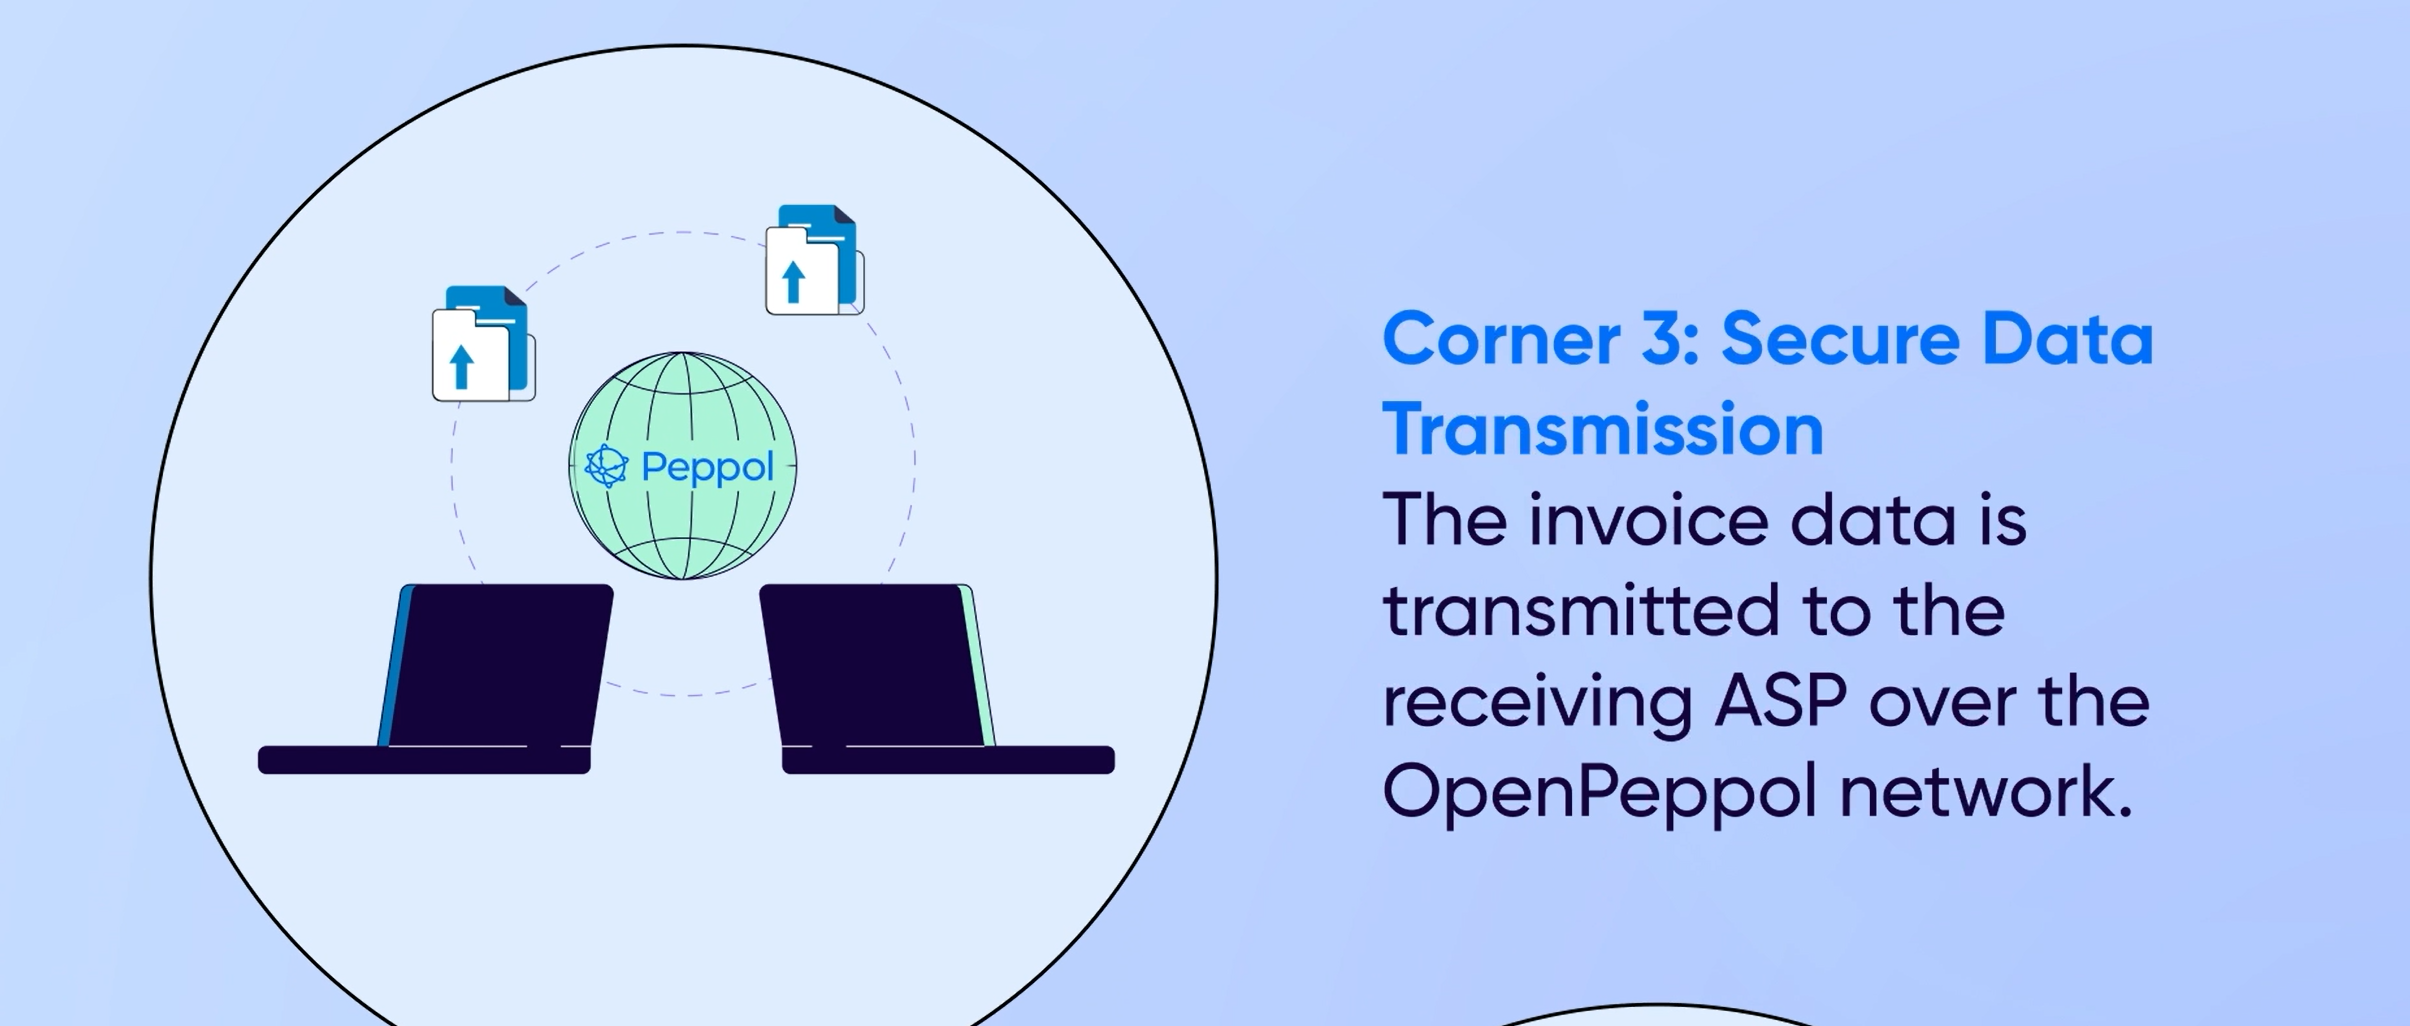 Peppol
Corner 3: Secure Data
Transmission
The invoice data is
transmitted to the
receiving ASP over the
OpenPeppol network.